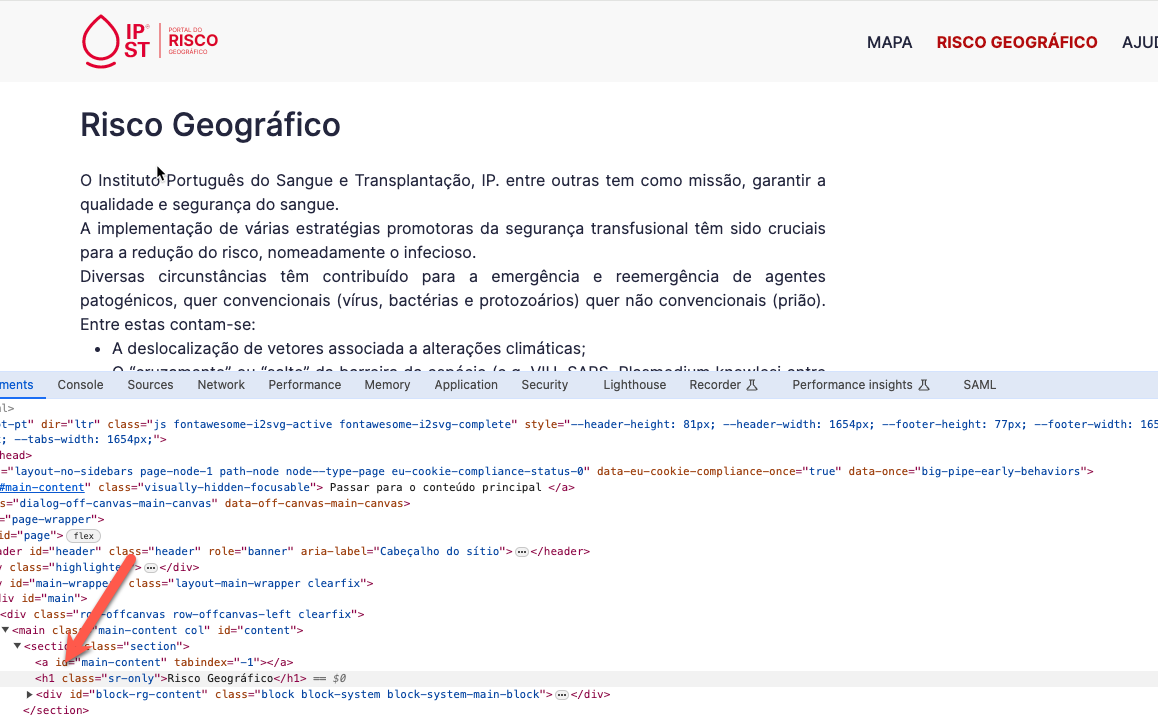 IP®
ST
PORTAL DO
RISCO
GEOGRÁFICO
MAPA RISCO GEOGRÁFICO AJUD
Risco Geográfico
O Instituto Português do Sangue e Transplantação, IP. entre outras tem como missão, garantir a
qualidade e segurança do sangue.
A implementação de várias estratégias promotoras da segurança transfusional têm sido cruciais
para a redução do risco, nomeadamente o infecioso.
Diversas circunstâncias têm contribuído para a emergência e reemergência de agentes
patogénicos, quer convencionais (vírus, bactérias e protozoários) quer não convencionais (prião).
Entre estas contam-se:
• A deslocalização de vetores associada a alterações climáticas;
ments Console Sources Network Performance Memory Application Security Lighthouse Recorder Performance insights SAML
l>
t-pt" dir="ltr" class="js fontawesome-i2svg-active fontawesome-i2svg-complete" style="--header-height: 81px; --header-width: 1654px; --footer-height: 77px; --footer-width: 165
; --tabs-width: 1654px;">
head>
="layout-no-sidebars page-node-1 path-node node--type-page eu-cookie-compliance-status-0" data-eu-cookie-compliance-once="true" data-once="big-pipe-early-behaviors">
#main-content" class="visually-hidden-focusable"> Passar para o conteúdo principal </a>
s="dialog-off-canvas-main-canvas" data-off-canvas-main-canvas>
="page-wrapper">
id="page"> flex
ader id="header" class="header" role="banner" aria-label="Cabeçalho do sítio"> ••• </header>
v class="highlighte > ••• </div>
v id="main-wrappe class="layout-main-wrapper clearfix">
div id="main">
<div class="ro -offcanvas row-offcanvas-left clearfix">
<main clas "main-content col" id="content">
<section class="section">
<a id="main-content" tabindex="-1"></a>
<h1 class="sr-only">Risco Geográfico</h1> == $0
<div id="block-rg-content" class="block block-system block-system-main-block"> ••• </div>
</section>